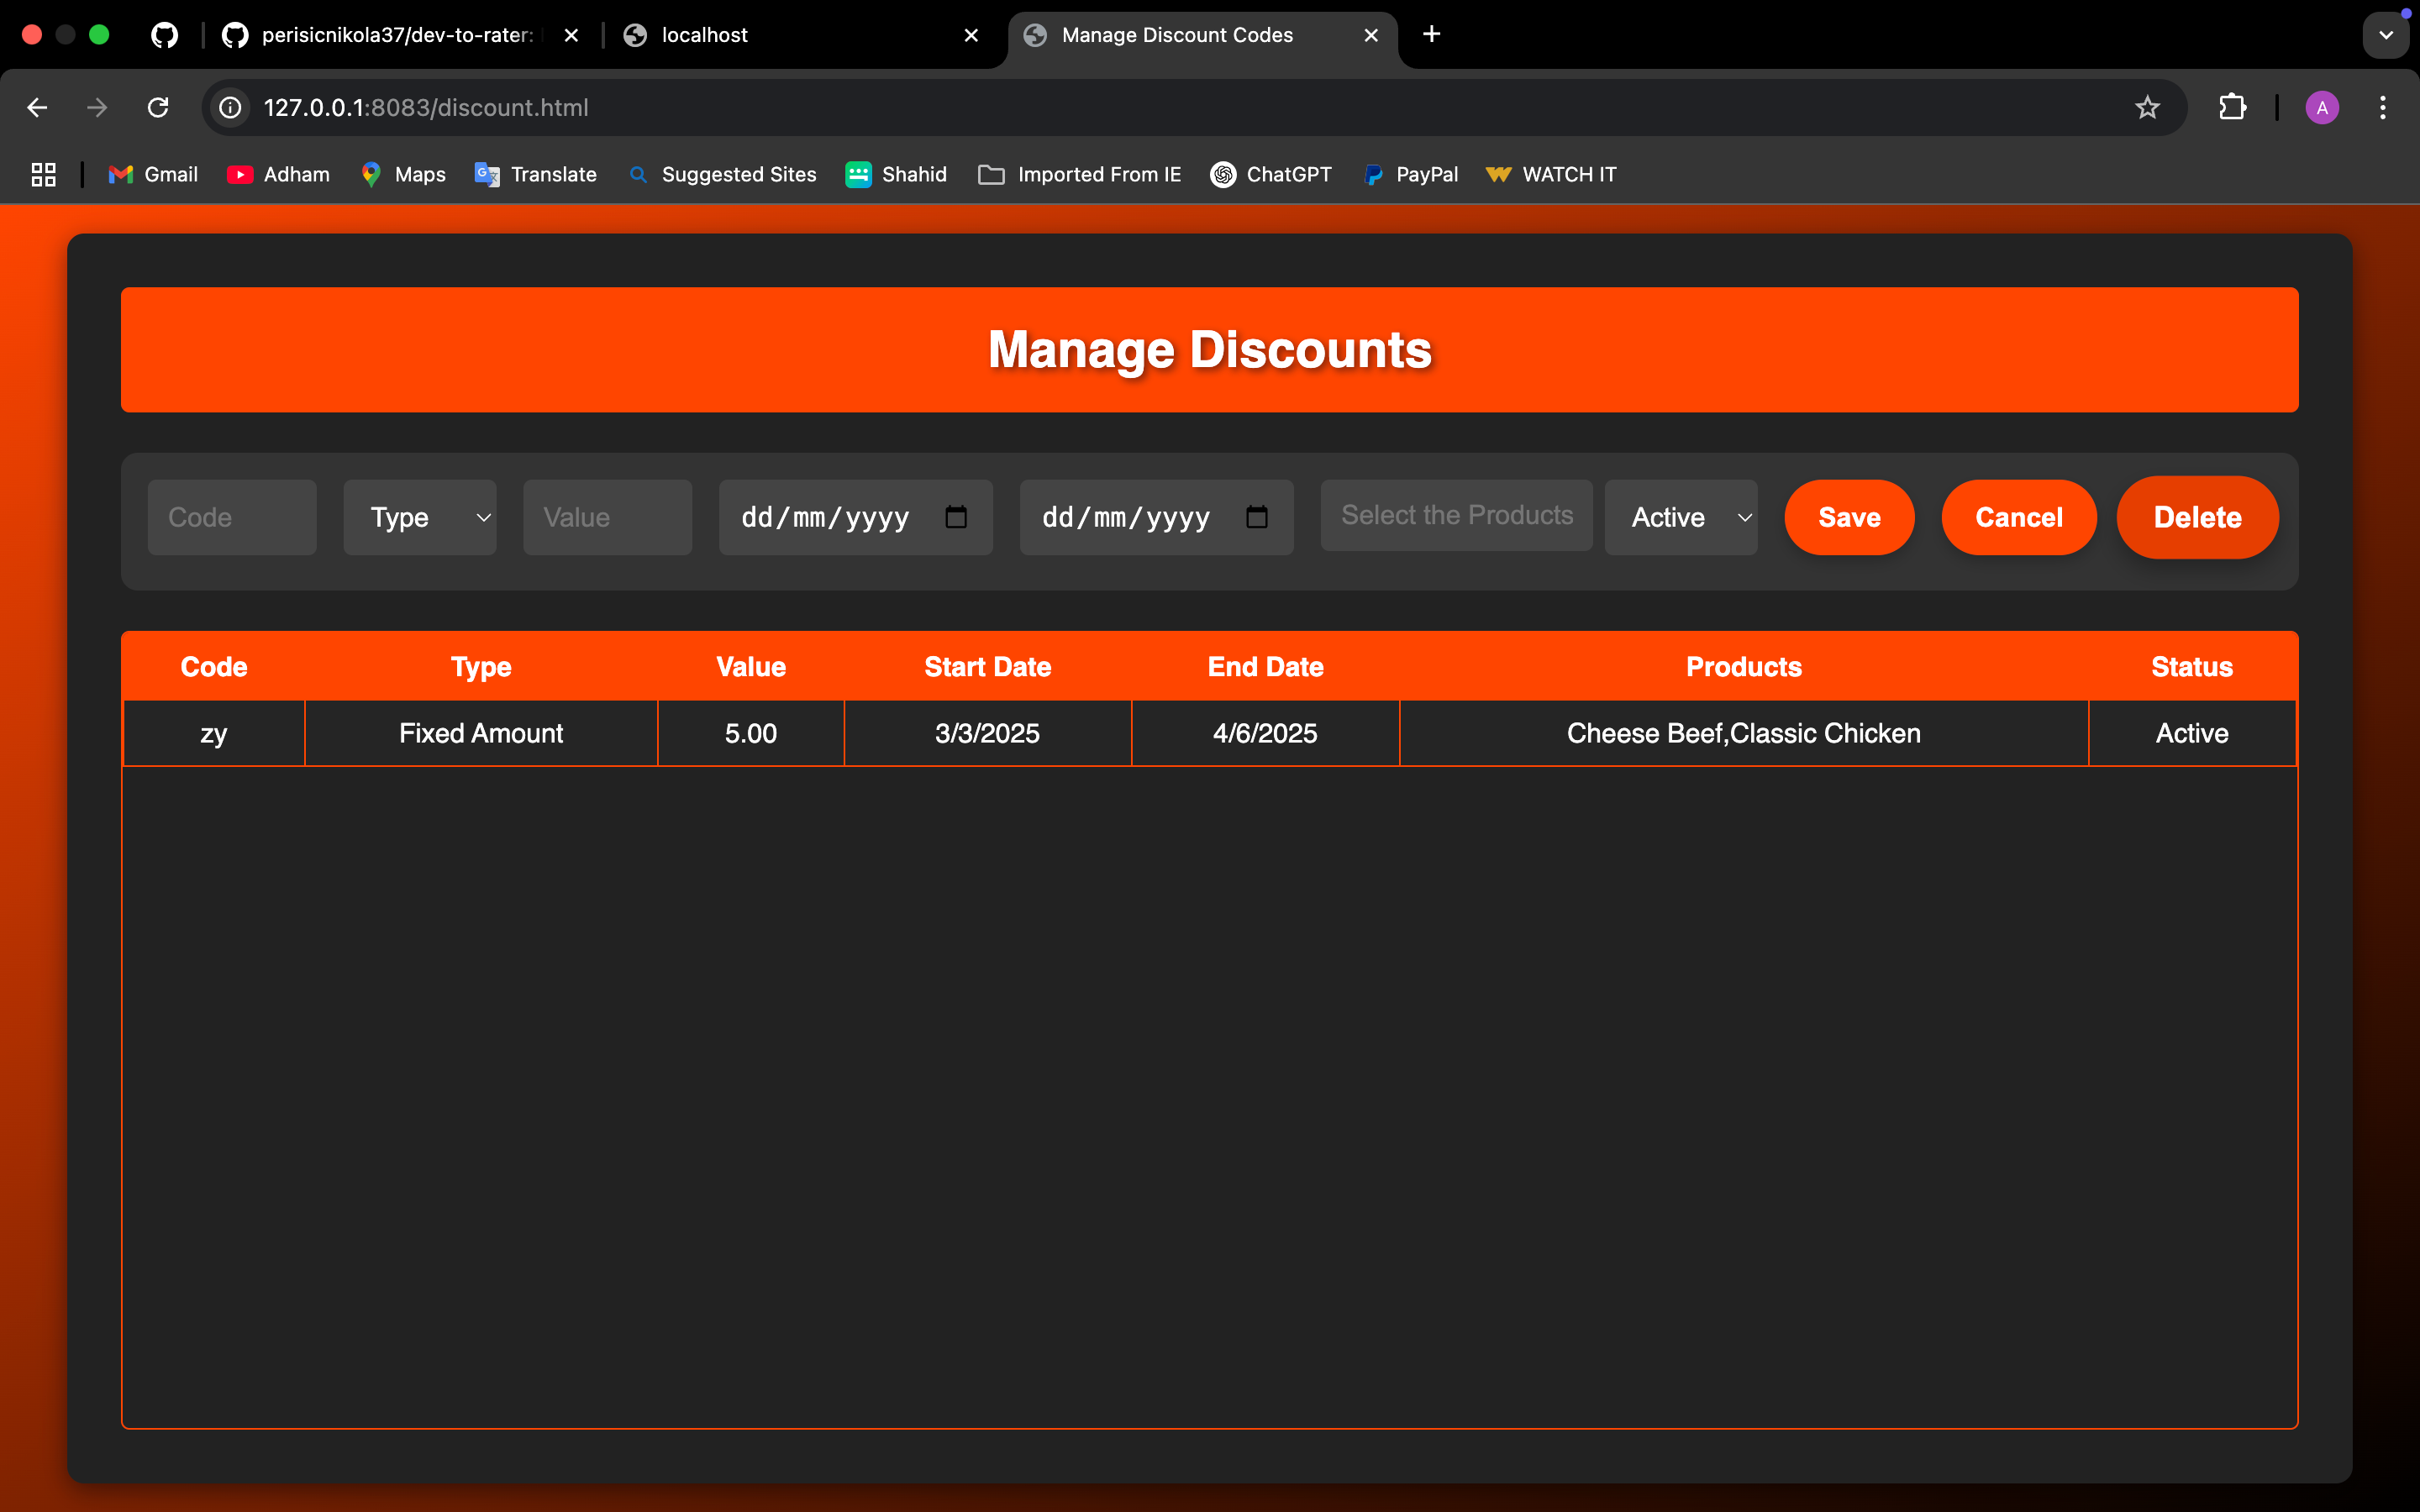 perisicnikola37/dev-to-rater:
localhost
Manage Discount Codes
127.0.0.1:8083/discount.html
A
Gmail
Adham
Maps
Translate
Suggested Sites
Shahid
Imported From IE
ChatGPT
PayPal
WATCH IT
Manage Discounts
Code
Type
Value
dd/mm/yyyy
dd/mm/yyyy
Select the Products
Active
Save
Cancel
Delete
Code Type Value Start Date End Date Products Status
zy Fixed Amount 5.00 3/3/2025 4/6/2025 Cheese Beef,Classic Chicken Active